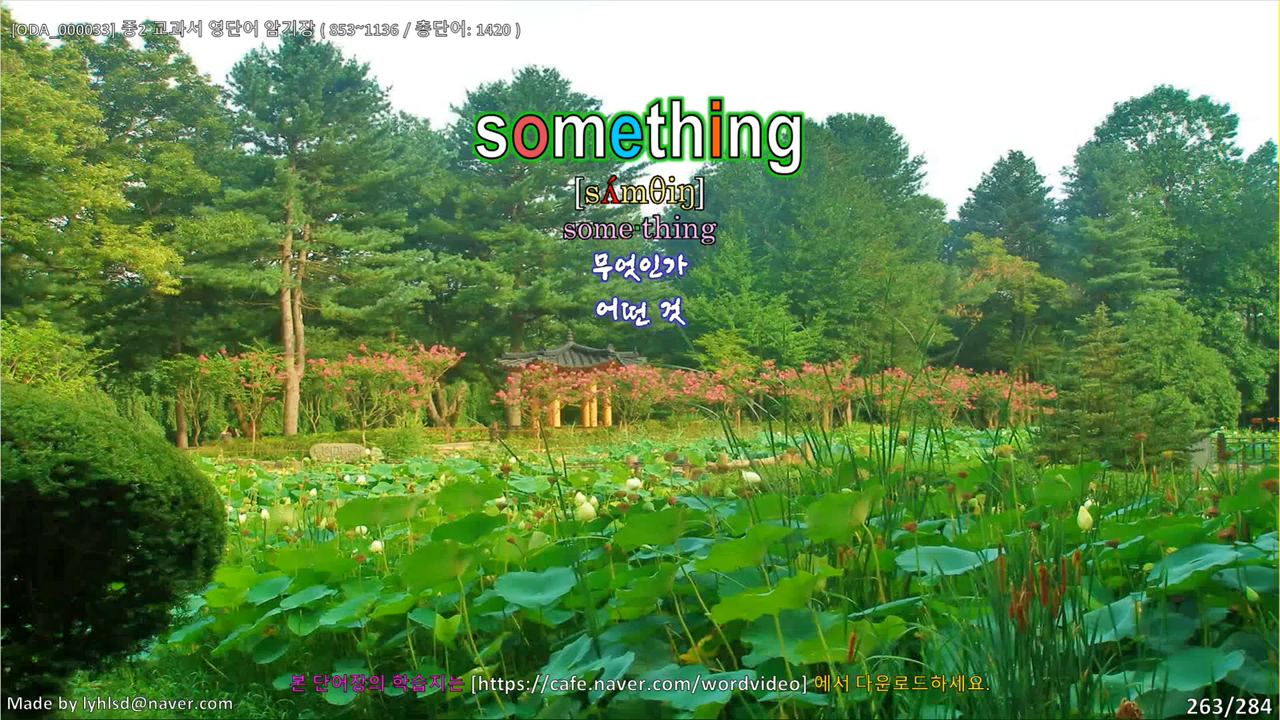 [ODA_000033] 중2 교과서 영단어 암기장 ( 853~1136 / 총단어: 1420 )
something
[sʌ́mθiŋ]
some·thing
무엇인가
어떤 것
본 단어장의 학습지는 [https://cafe.naver.com/wordvideo] 에서 다운로드하세요.
Made by lyhlsd@naver.com
263/284